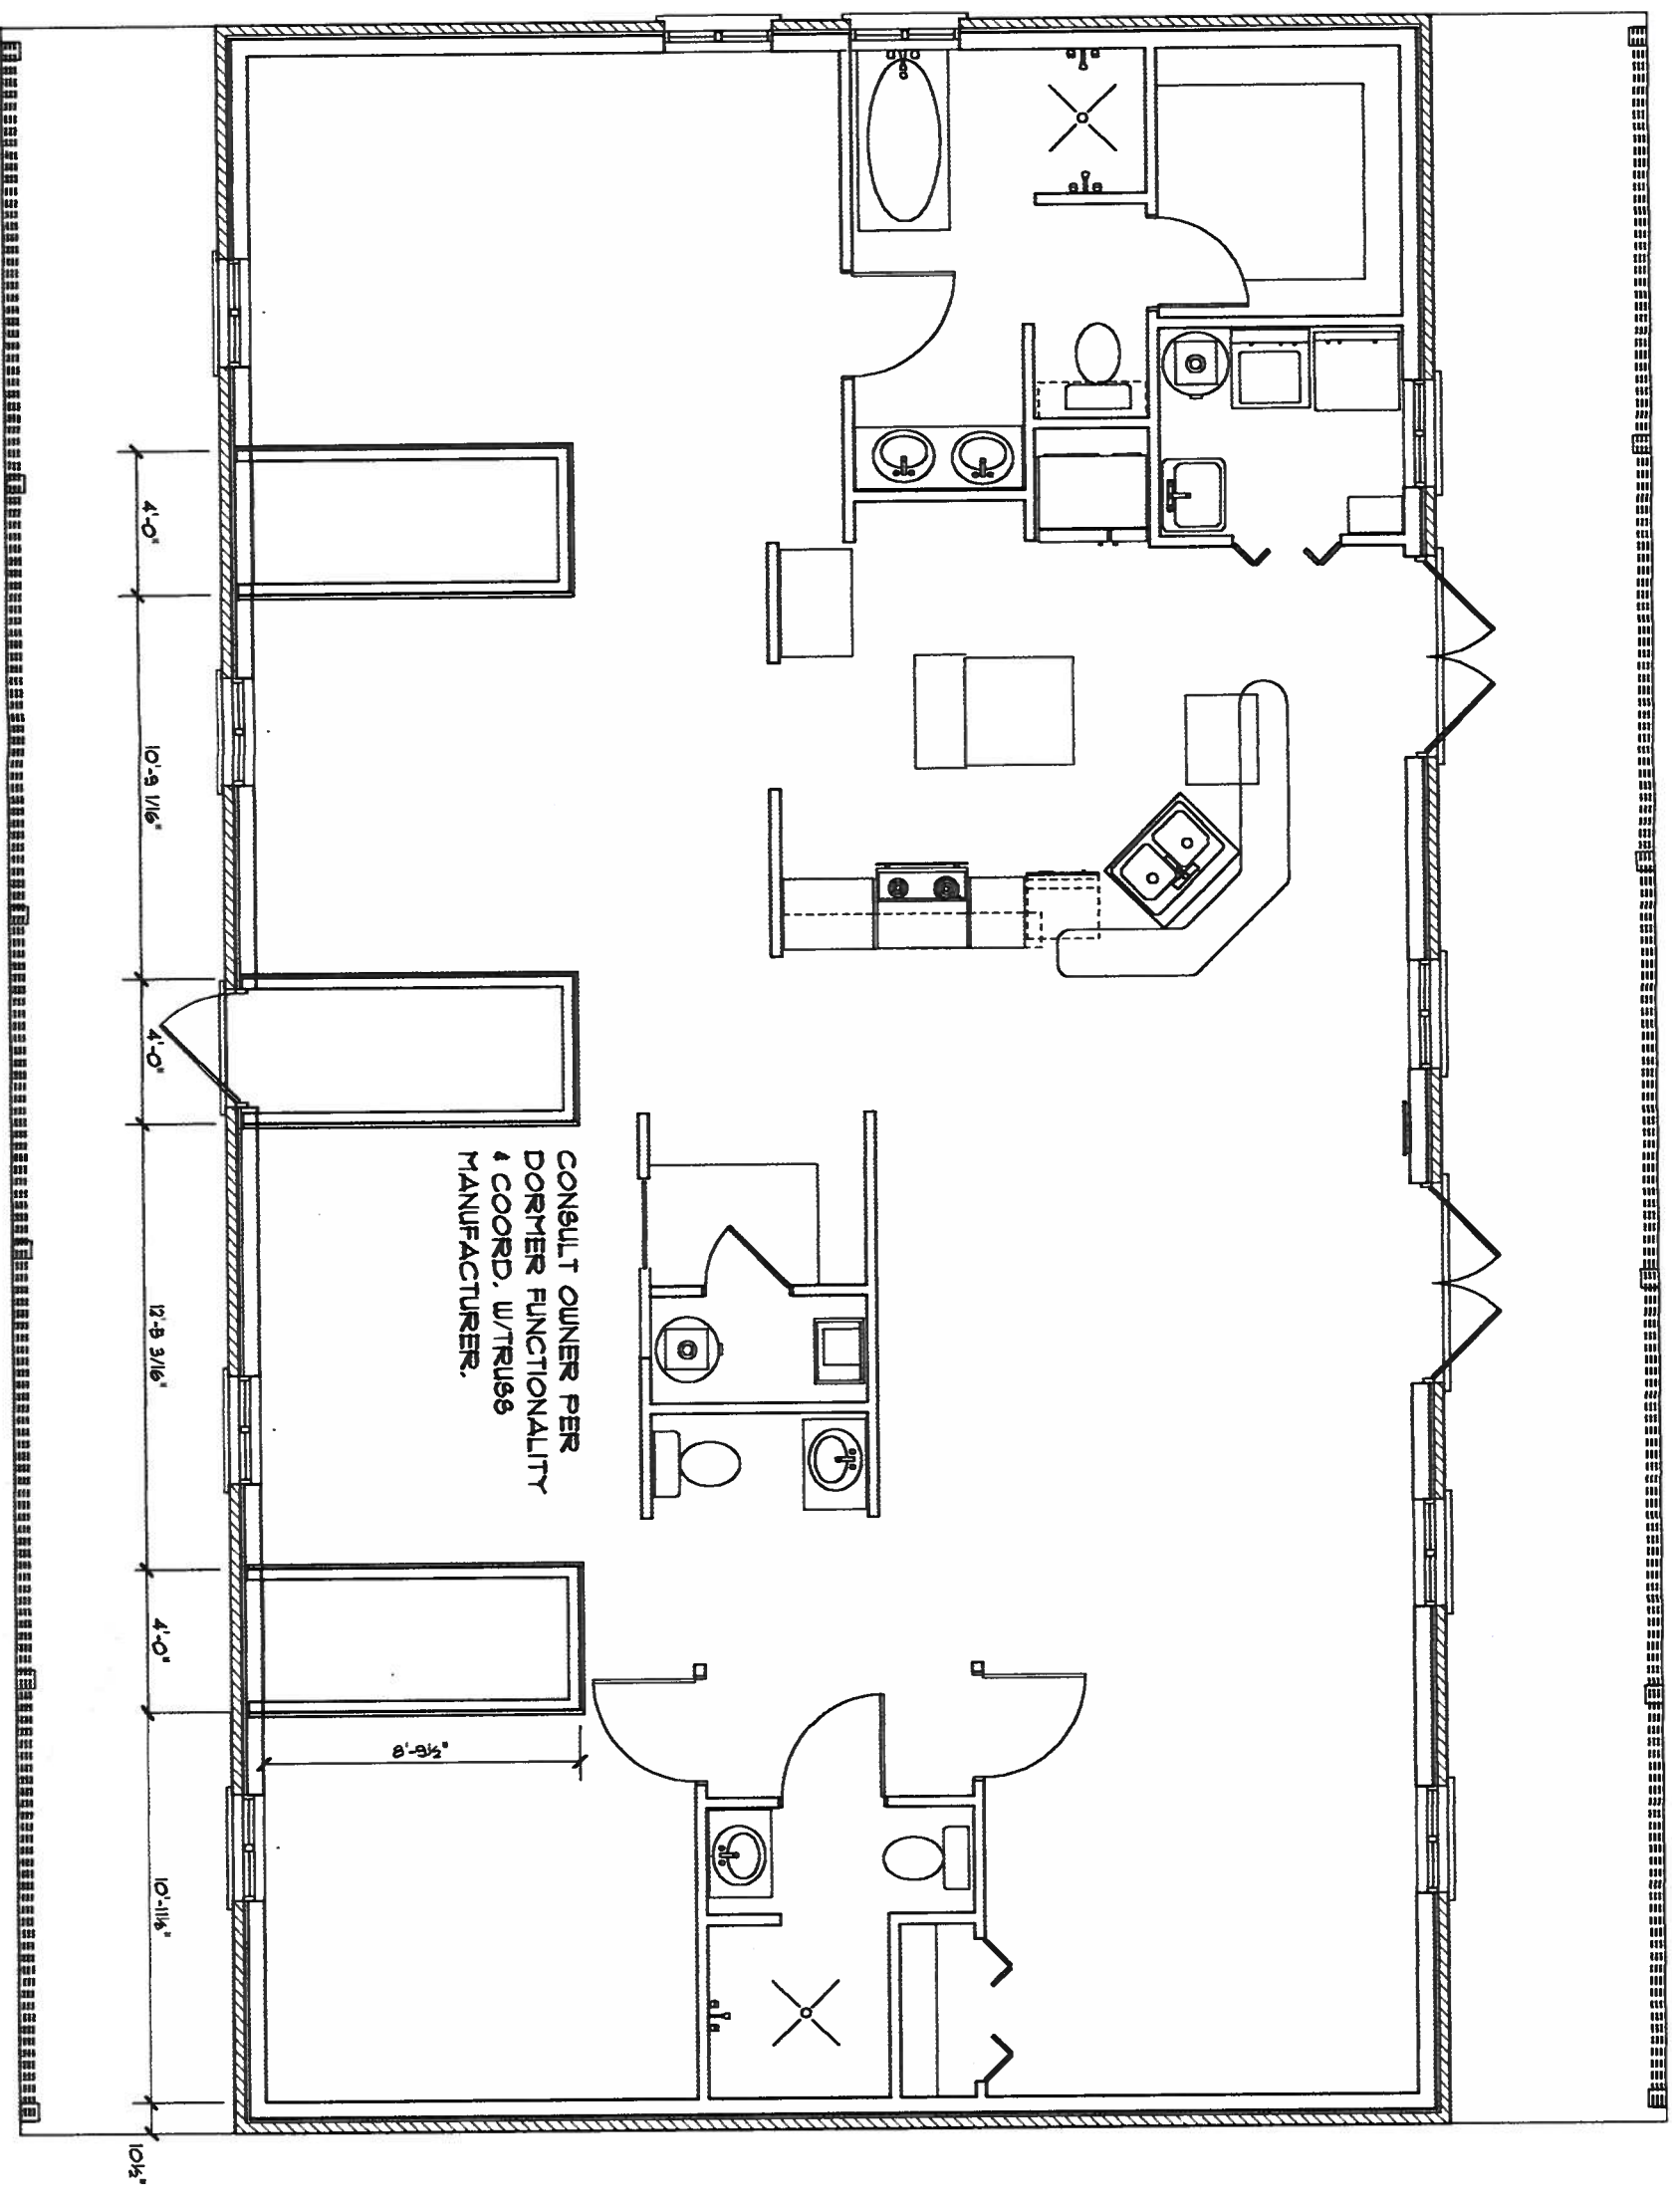 CONSULT OWNER PER
DORMER FUNCTIONALITY
& COORD. W/TRUSS
MANUFACTURER.
4'-0"
10'-9 1/16"
4'-0"
12'-8 3/16"
4'-0"
10'-11⅛"
10½"
8'-9½"